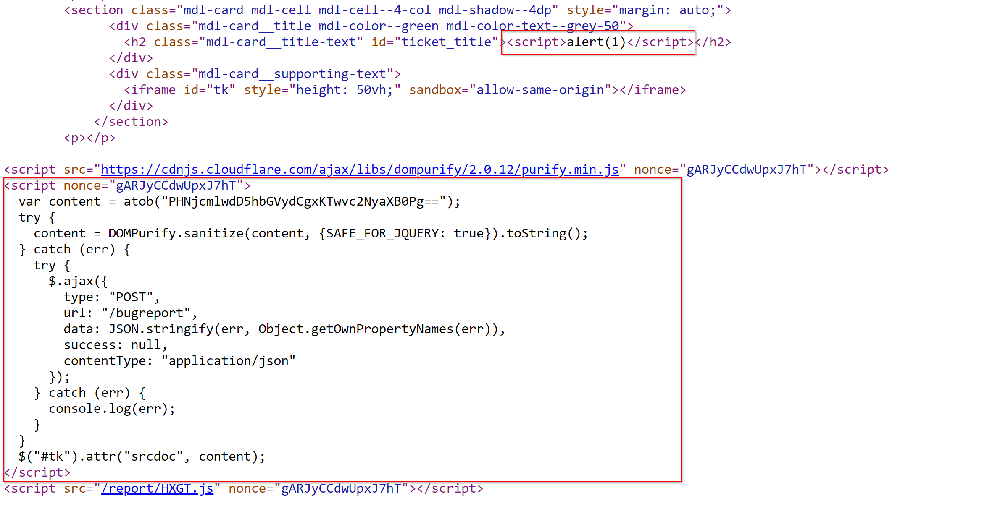 <section class="mdl-card mdl-cell mdl-cell--4-col mdl-shadow--4dp" style="margin: auto;">
<div class="mdl-card__title mdl-color--green mdl-color-text--grey-50">
<h2 class="mdl-card__title-text" id="ticket_title"><script>alert(1)</script></h2>
</div>
<div class="mdl-card__supporting-text">
<iframe id="tk" style="height: 50vh;" sandbox="allow-same-origin"></iframe>
</div>
</section>
<p></p>
<script src="https://cdnjs.cloudflare.com/ajax/libs/dompurify/2.0.12/purify.min.js" nonce="gARJyCCdwUpxJ7hT"></script>
<script nonce="gARJyCCdwUpxJ7hT">
var content = atob("PHNjcmlwdD5hbGVydCgxKTwvc2NyaXB0Pg==");
try {
content = DOMPurify.sanitize(content, {SAFE_FOR_JQUERY: true}).toString();
} catch (err) {
try {
$.ajax({
type: "POST",
url: "/bugreport",
data: JSON.stringify(err, Object.getOwnPropertyNames(err)),
success: null,
contentType: "application/json"
});
} catch (err) {
console.log(err);
}
}
$("#tk").attr("srcdoc", content);
</script>
<script src="/report/HXGT.js" nonce="gARJyCCdwUpxJ7hT"></script>